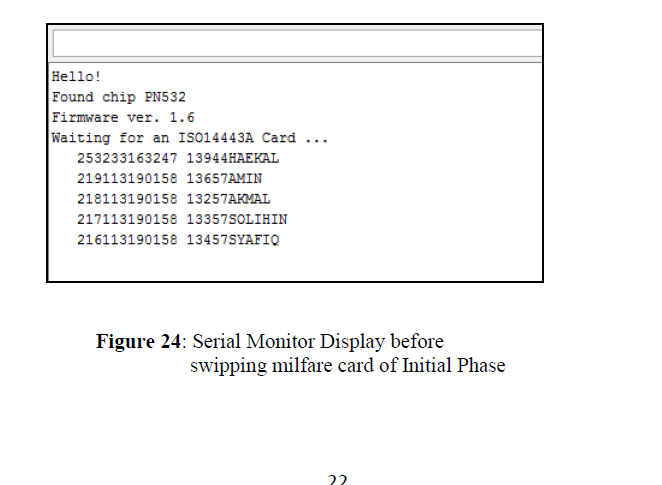 Hello!
Found chip PN532
Firmware ver. 1.6
Waiting for an ISO14443A Card ...
253233163247 13944HAEKAL
219113190158 13657AMIN
218113190158 13257AKMAL
217113190158 13357SOLIHIN
216113190158 13457SYAFIQ
Figure 24: Serial Monitor Display before
swipping milfare card of Initial Phase
22